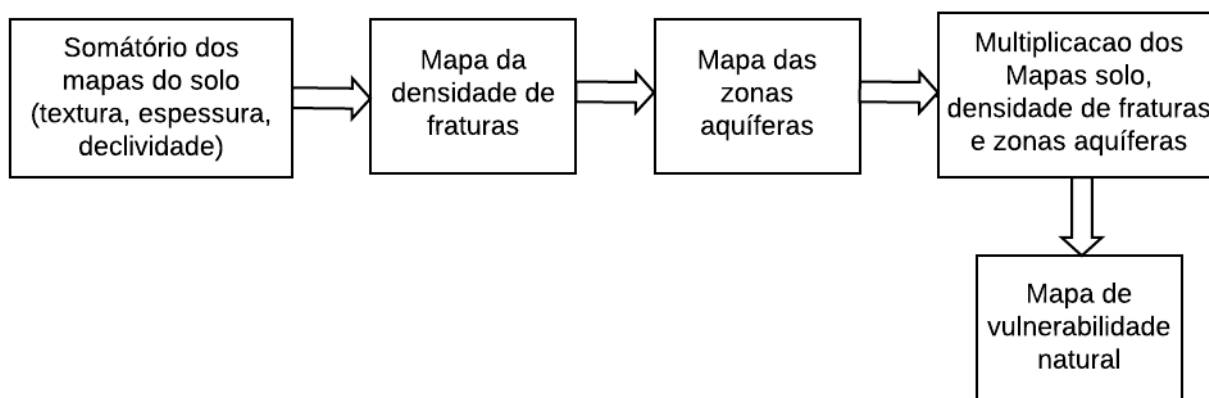 Somátório dos
mapas do solo
(textura, espessura,
declividade)
Mapa da
densidade de
fraturas
Mapa das
zonas
aquíferas
Multiplicacao dos
Mapas solo,
densidade de fraturas
e zonas aquíferas
Mapa de
vulnerabilidade
natural